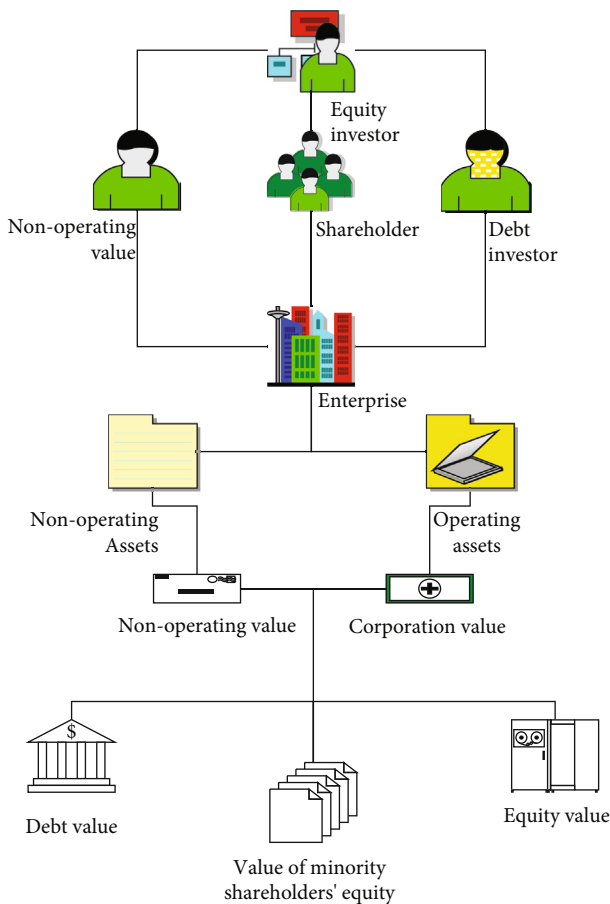 Equity
investor
Non-operating
value
Shareholder
Debt
investor
Enterprise
Non-operating
Assets
Operating
assets
Non-operating value
Corporation value
$
Debt value
Value of minority
shareholders' equity
Equity value